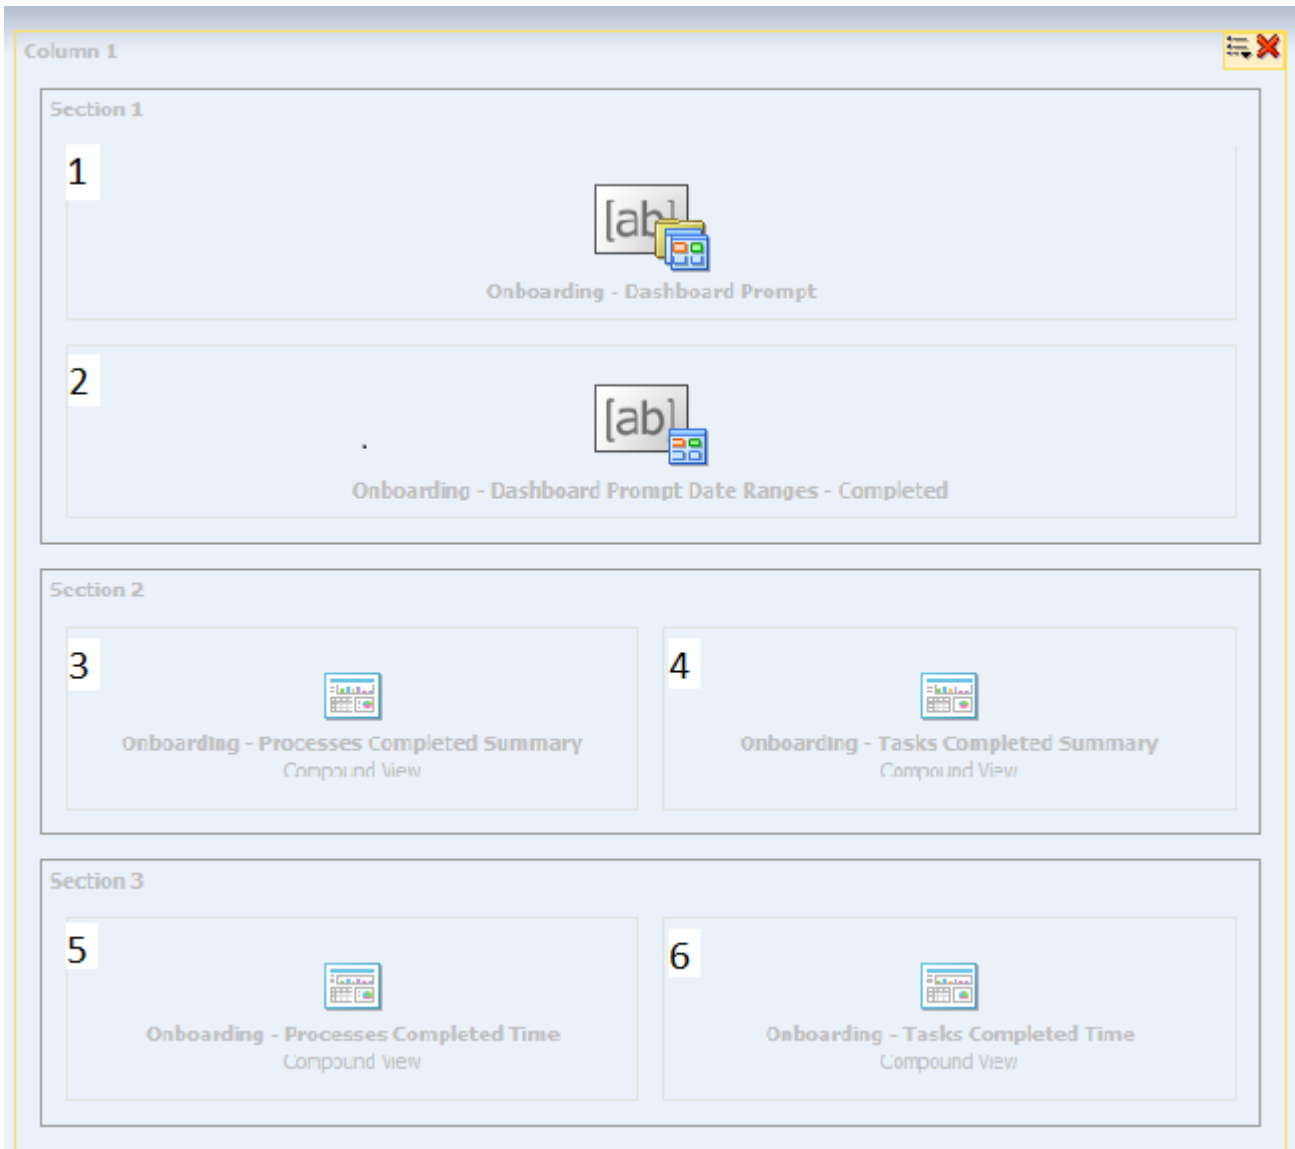 Column 1
Section 1
1
[ab]
Onboarding - Dashboard Prompt
2
[ab]
Onboarding - Dashboard Prompt Date Ranges - Completed
Section 2
3
4
Onboarding - Processes Completed Summary
Compound View
Onboarding - Tasks Completed Summary
Compound View
Section 3
5
6
Onboarding - Processes Completed Time
Compound View
Onboarding - Tasks Completed Time
Compound View